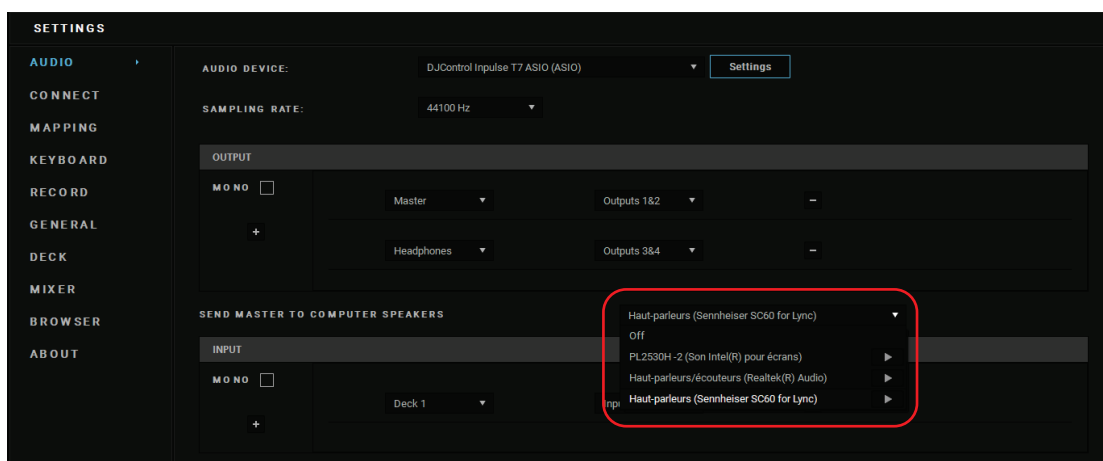 SETTINGS
AUDIO
CONNECT
MAPPING
KEYBOARD
RECORD
GENERAL
DECK
MIXER
BROWSER
ABOUT
AUDIO DEVICE: DJControl Inpulse T7 ASIO (ASIO) Settings
SAMPLING RATE: 44100 Hz
OUTPUT
MONO
Master Outputs 1&2 −
+
Headphones Outputs 3&4 −
SEND MASTER TO COMPUTER SPEAKERS Haut-parleurs (Sennheiser SC60 for Lync)
Off
PL2530H -2 (Son Intel(R) pour écrans)
Haut-parleurs/écouteurs (Realtek(R) Audio)
Haut-parleurs (Sennheiser SC60 for Lync)
INPUT
MONO
Deck 1
+